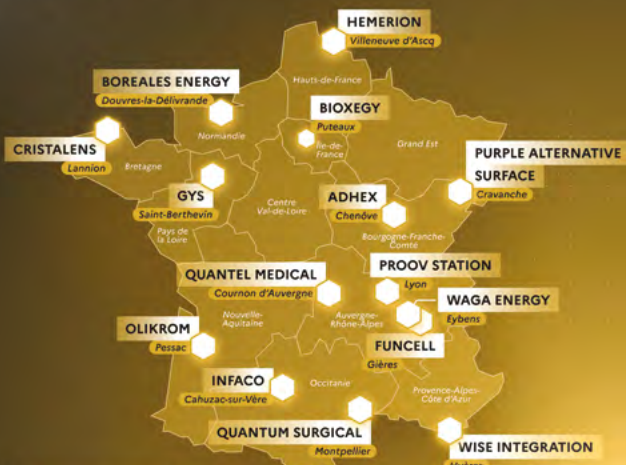 HEMERION
Villeneuve d'Ascq
Hauts-de-France
BOREALES ENERGY
Douvres-la-Délivrande
Normandie
BIOXEGY
Puteaux
Île-de-
France
Grand Est
CRISTALENS
Lannion
Bretagne
PURPLE ALTERNATIVE
SURFACE
Cravanche
GYS
Saint-Berthevin
Pays de
la Loire
Centre
Val-de-Loire
ADHEX
Chenôve
Bourgogne-Franche-
Comté
QUANTEL MEDICAL
Cournon d'Auvergne
PROOV STATION
Lyon
WAGA ENERGY
Eybens
Nouvelle-
Aquitaine
Auvergne-
Rhône-Alpes
OLIKROM
Pessac
FUNCELL
Gières
INFACO
Cahuzac-sur-Vère
Occitanie
Provence-Alpes-
Côte d'Azur
QUANTUM SURGICAL
Montpellier
WISE INTEGRATION